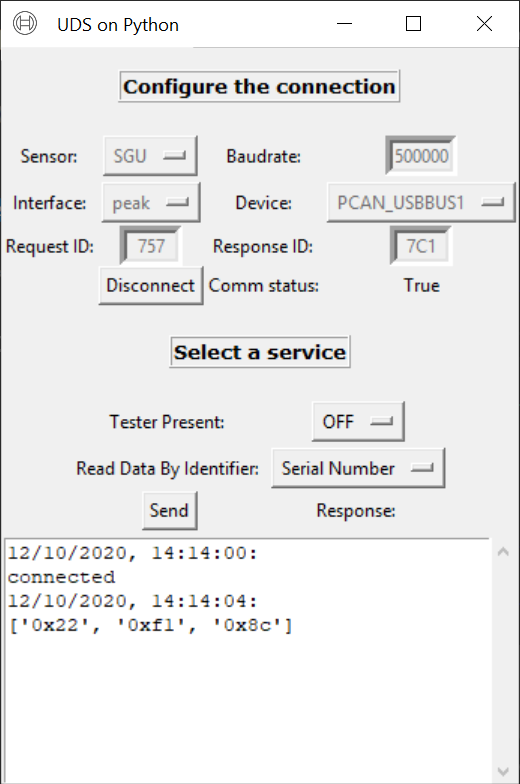 UDS on Python
Configure the connection
Sensor: SGU Baudrate: 500000
Interface: peak Device: PCAN_USBBUS1
Request ID: 757 Response ID: 7C1
Disconnect Comm status: True
Select a service
Tester Present: OFF
Read Data By Identifier: Serial Number
Send Response:
12/10/2020, 14:14:00:
connected
12/10/2020, 14:14:04:
['0x22', '0xf1', '0x8c']